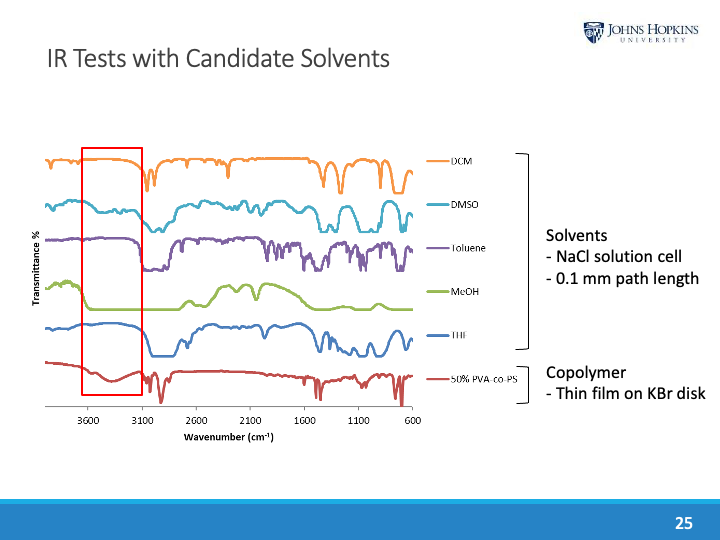 JOHNS HOPKINS
UNIVERSITY
IR Tests with Candidate Solvents
Transmittance %
DCM
DMSO
Toluene
MeOH
THF
50% PVA-co-PS
3600 3100 2600 2100 1600 1100 600
Wavenumber (cm⁻¹)
Solvents
- NaCl solution cell
- 0.1 mm path length
Copolymer
- Thin film on KBr disk
25